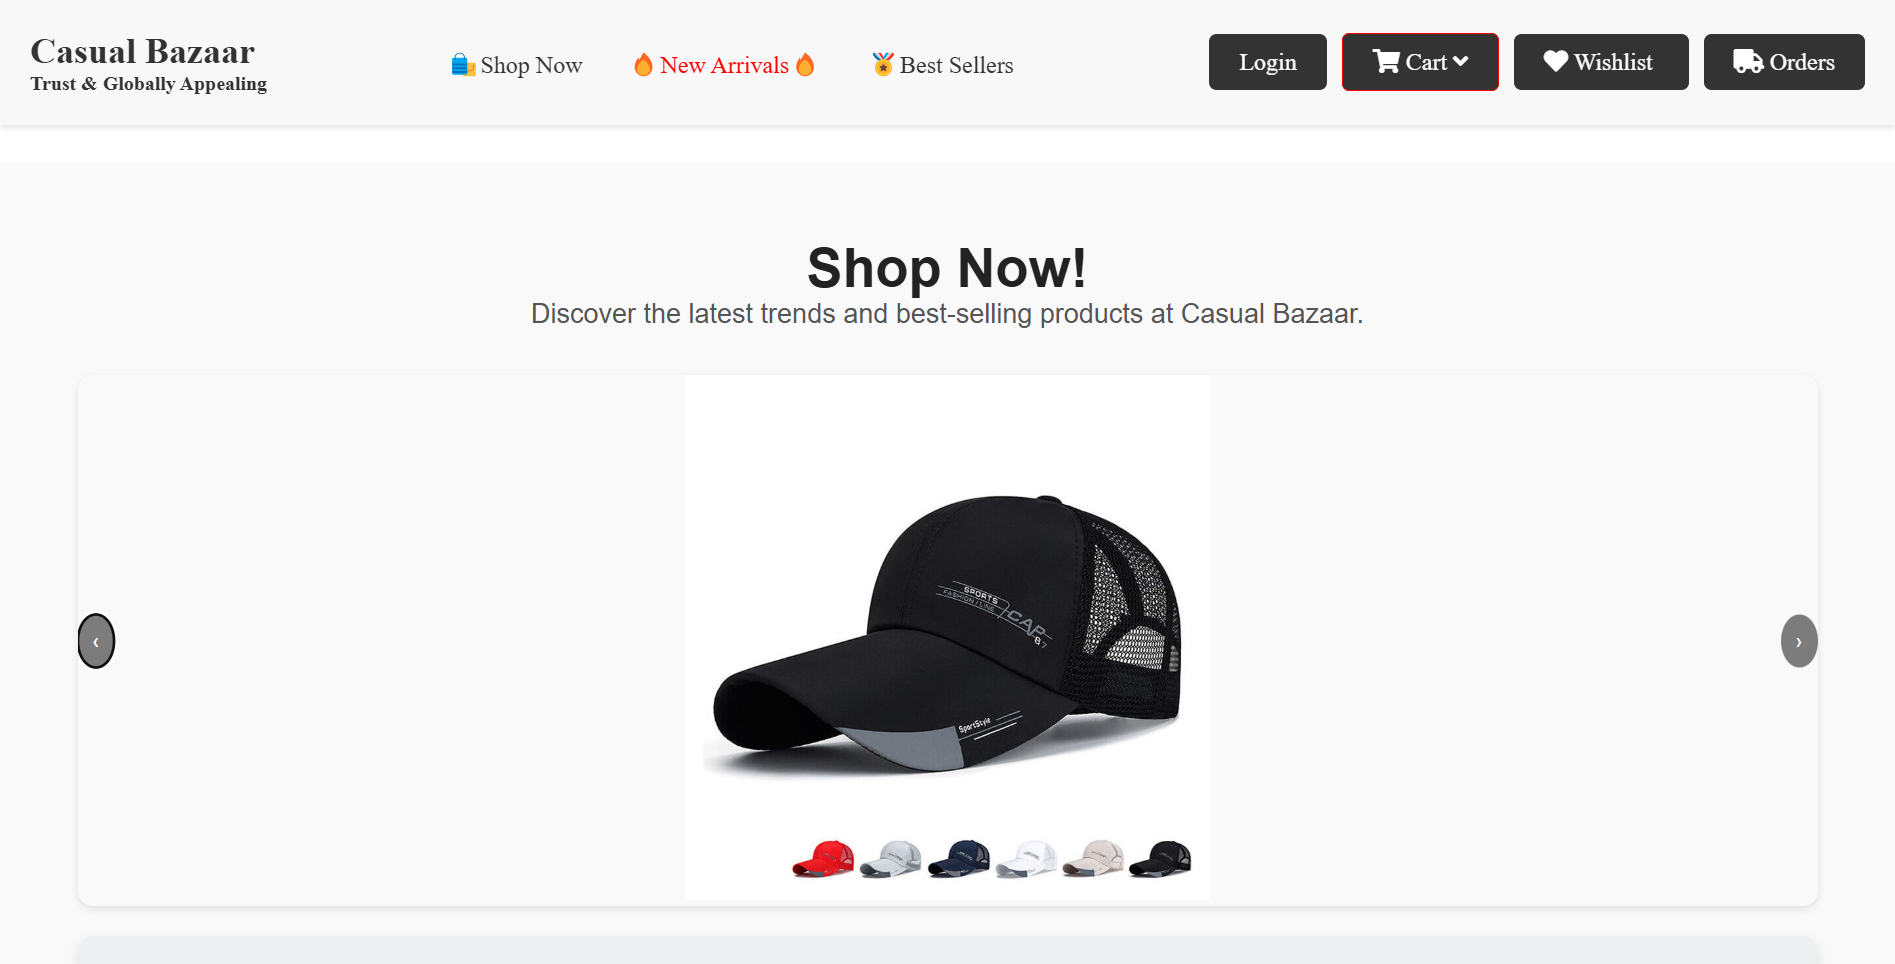 Casual Bazaar
Trust & Globally Appealing
Shop Now
New Arrivals
Best Sellers
Login
Cart
Wishlist
Orders
Shop Now!
Discover the latest trends and best-selling products at Casual Bazaar.
SPORTS
FASHION / LINE
CAP
B7
SportStyle
‹
›